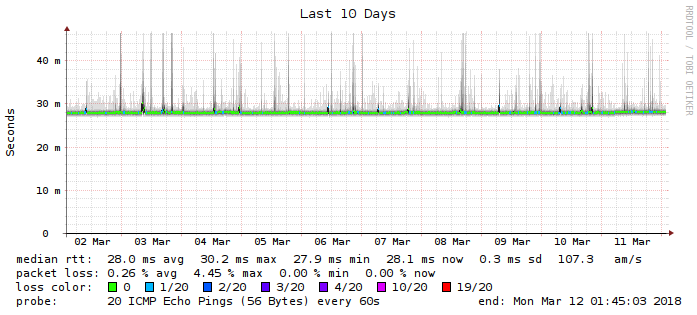 Last 10 Days
RRDTOOL / TOBI OETIKER
Seconds
40 m
30 m
20 m
10 m
0
02 Mar 03 Mar 04 Mar 05 Mar 06 Mar 07 Mar 08 Mar 09 Mar 10 Mar 11 Mar
median rtt: 28.0 ms avg 30.2 ms max 27.9 ms min 28.1 ms now 0.3 ms sd 107.3 am/s
packet loss: 0.26 % avg 4.45 % max 0.00 % min 0.00 % now
loss color: 0 1/20 2/20 3/20 4/20 10/20 19/20
probe: 20 ICMP Echo Pings (56 Bytes) every 60s end: Mon Mar 12 01:45:03 2018